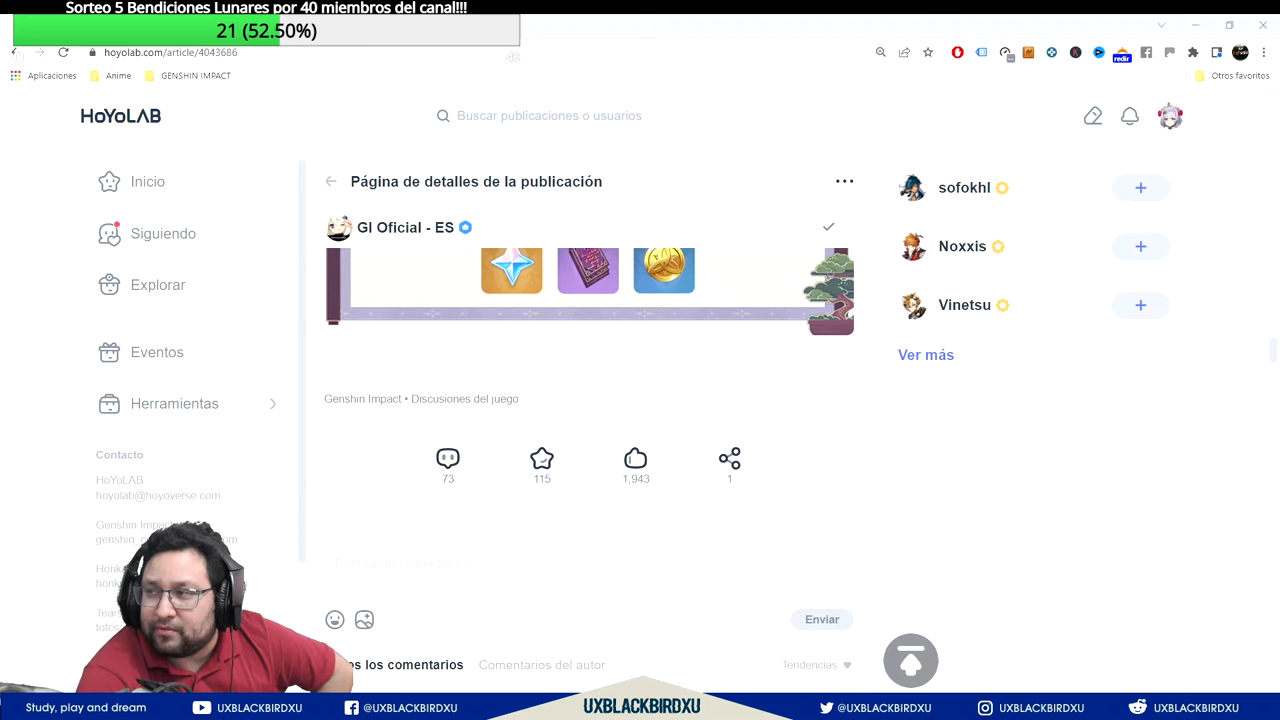 Sorteo 5 Bendiciones Lunares por 40 miembros del canal!!!
21 (52.50%)
hoyolab.com/article/4043686
redir
Aplicaciones
Anime
GENSHIN IMPACT
Otros favoritos
HoYoLAB
Buscar publicaciones o usuarios
Inicio
Siguiendo
Explorar
Eventos
Herramientas
Contacto
HoYoLAB
hoyolab@hoyoverse.com
Genshin Impact
Página de detalles de la publicación
GI Oficial - ES
Genshin Impact • Discusiones del juego
73
115
1,943
1
Enviar
los comentarios
Comentarios del autor
Tendencias
sofokhl
Noxxis
Vinetsu
Ver más
Study, play and dream
UXBLACKBIRDXU
@UXBLACKBIRDXU
UXBLACKBIRDXU
@UXBLACKBIRDXU
UXBLACKBIRDXU
UXBLACKBIRDXU